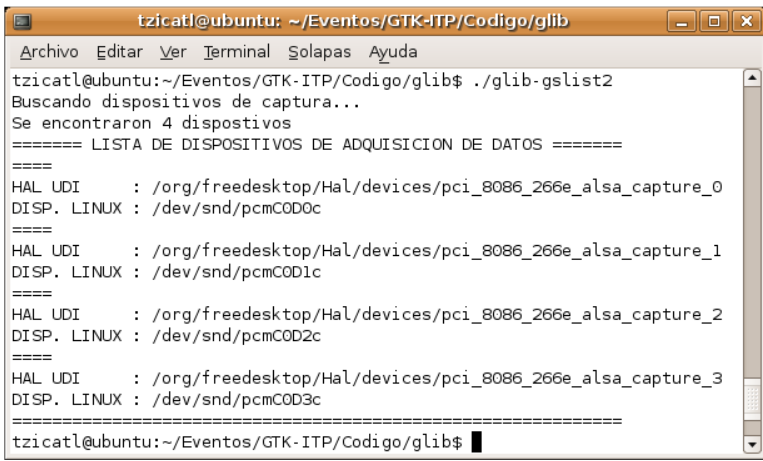 tzicatl@ubuntu: ~/Eventos/GTK-ITP/Codigo/glib
Archivo Editar Ver Terminal Solapas Ayuda
tzicatl@ubuntu:~/Eventos/GTK-ITP/Codigo/glib$ ./glib-gslist2
Buscando dispositivos de captura...
Se encontraron 4 dispostivos
======= LISTA DE DISPOSITIVOS DE ADQUISICION DE DATOS =======
====
HAL UDI     : /org/freedesktop/Hal/devices/pci_8086_266e_alsa_capture_0
DISP. LINUX : /dev/snd/pcmC0D0c
====
HAL UDI     : /org/freedesktop/Hal/devices/pci_8086_266e_alsa_capture_1
DISP. LINUX : /dev/snd/pcmC0D1c
====
HAL UDI     : /org/freedesktop/Hal/devices/pci_8086_266e_alsa_capture_2
DISP. LINUX : /dev/snd/pcmC0D2c
====
HAL UDI     : /org/freedesktop/Hal/devices/pci_8086_266e_alsa_capture_3
DISP. LINUX : /dev/snd/pcmC0D3c
=============================================================
tzicatl@ubuntu:~/Eventos/GTK-ITP/Codigo/glib$